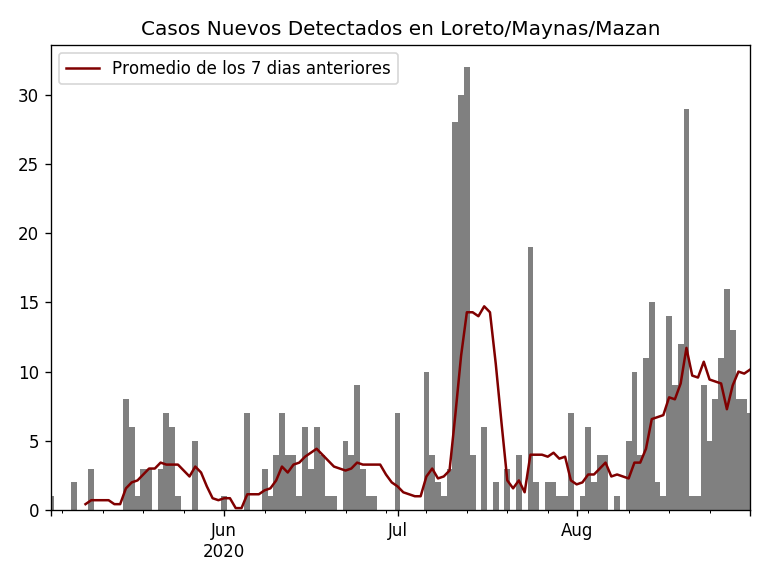 Casos Nuevos Detectados en Loreto/Maynas/Mazan
Promedio de los 7 dias anteriores
30
25
20
15
10
5
0
Jun
2020
Jul
Aug